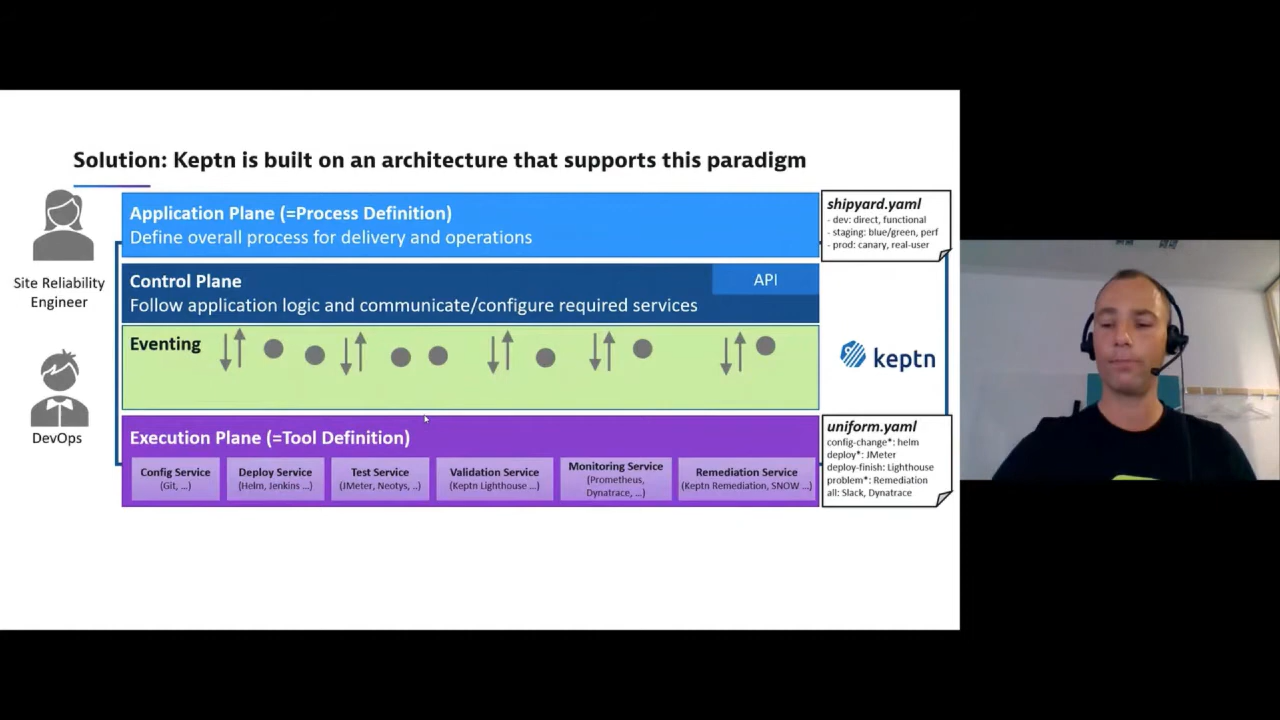 Solution: Keptn is built on an architecture that supports this paradigm
Site Reliability
Engineer
DevOps
Application Plane (=Process Definition)
Define overall process for delivery and operations
Control Plane
Follow application logic and communicate/configure required services
API
Eventing
Execution Plane (=Tool Definition)
Config Service
(Git, ...)
Deploy Service
(Helm, Jenkins ...)
Test Service
(JMeter, Neotys, ..)
Validation Service
(Keptn Lighthouse ...)
Monitoring Service
(Prometheus,
Dynatrace, ...)
Remediation Service
(Keptn Remediation, SNOW ...)
shipyard.yaml
- dev: direct, functional
- staging: blue/green, perf
- prod: canary, real-user
keptn
uniform.yaml
config-change*: helm
deploy*: JMeter
deploy-finish: Lighthouse
problem*: Remediation
all: Slack, Dynatrace